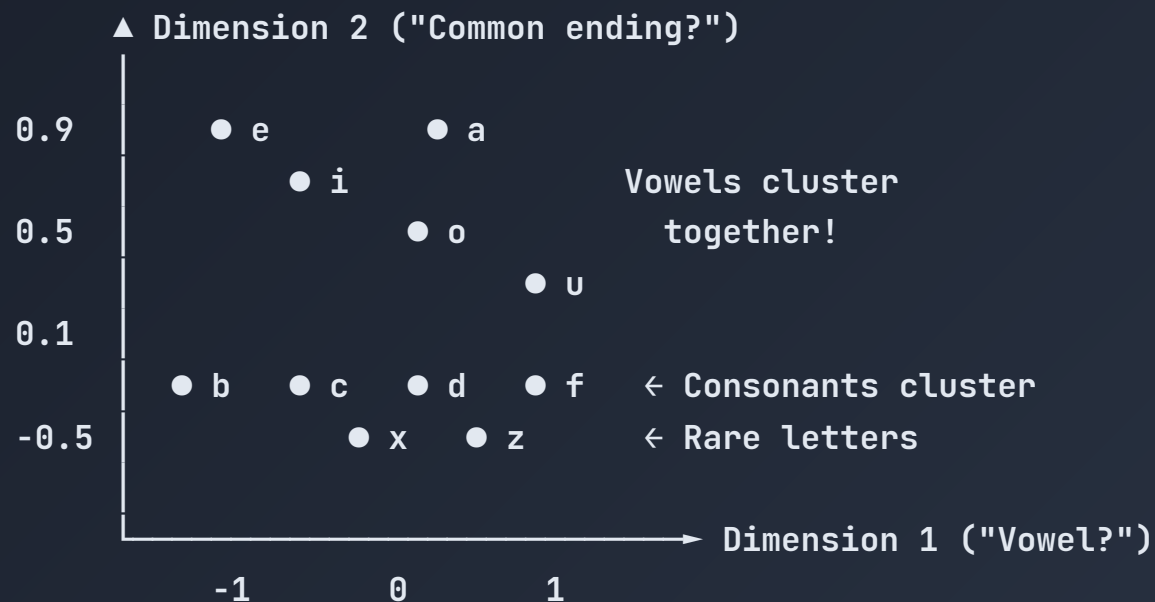 ▲ Dimension 2 ("Common ending?")
0.9 ● e ● a
● i Vowels cluster
0.5 ● o together!
● u
0.1
● b ● c ● d ● f ← Consonants cluster
-0.5 ● x ● z ← Rare letters
Dimension 1 ("Vowel?")
-1 0 1